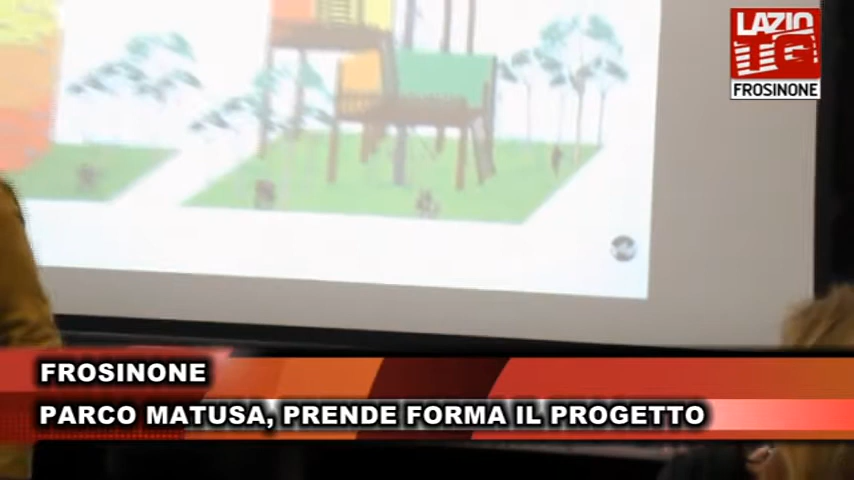 LAZIO
TG
FROSINONE
FROSINONE
PARCO MATUSA, PRENDE FORMA IL PROGETTO